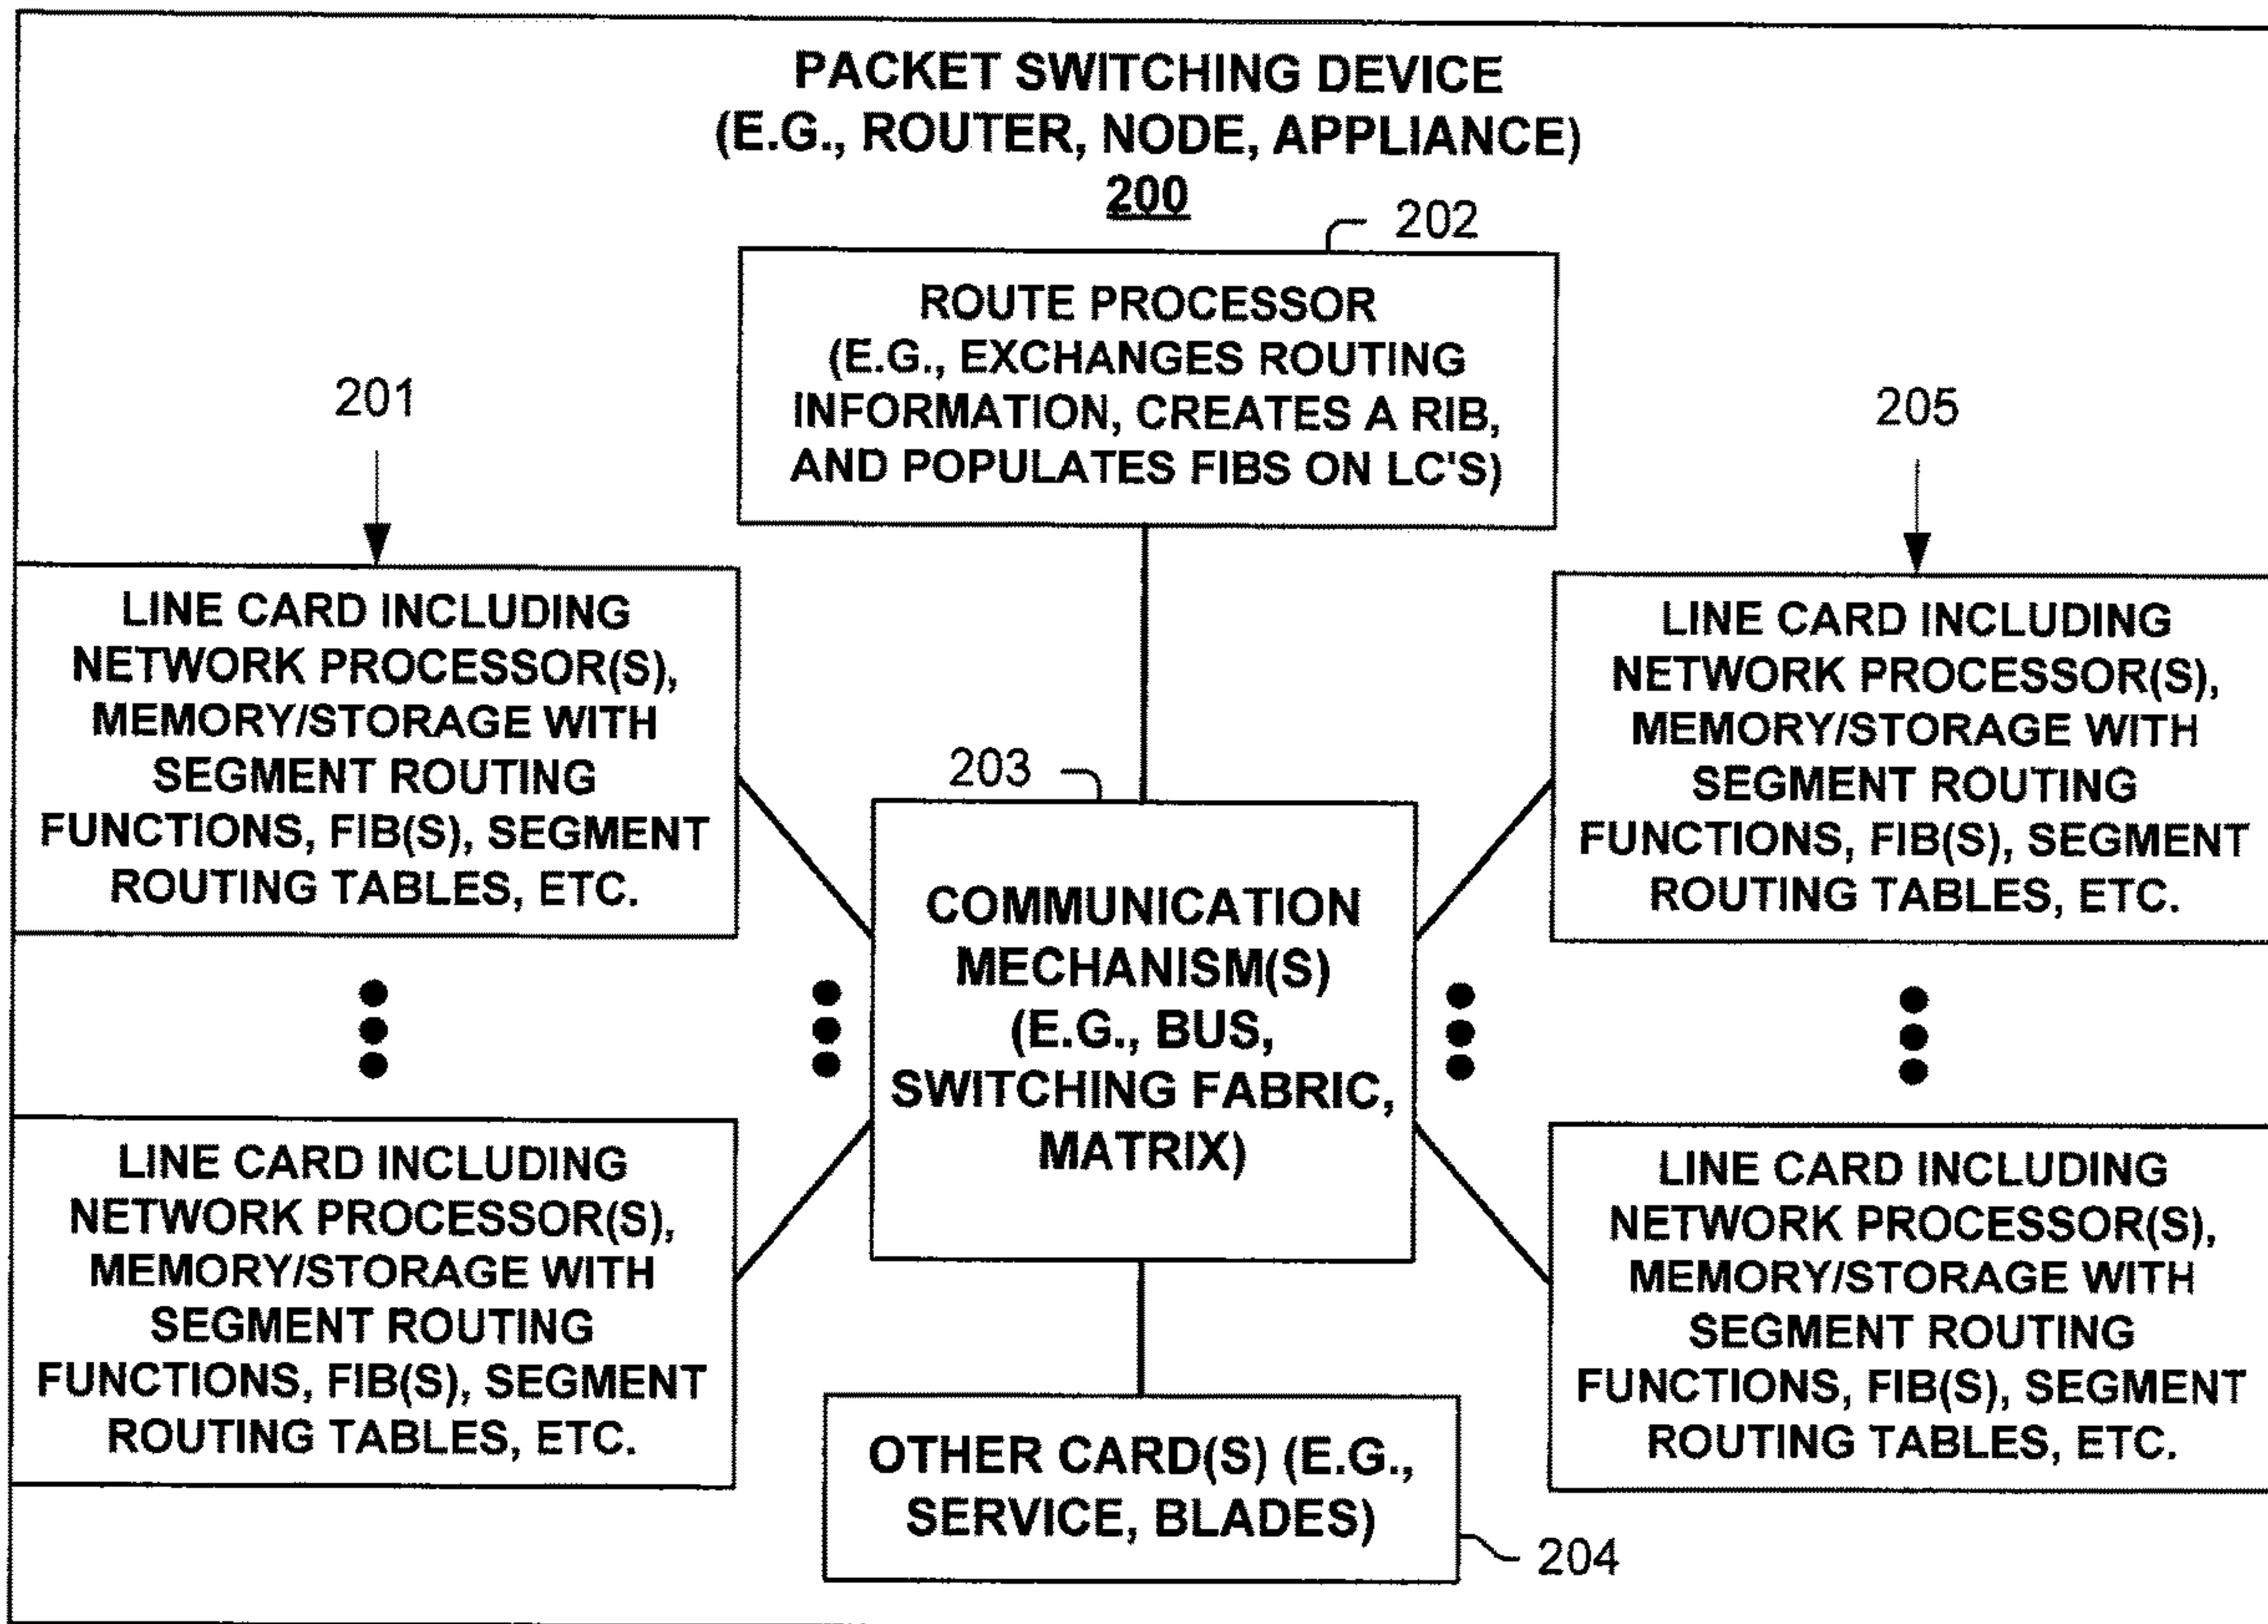 PACKET SWITCHING DEVICE
(E.G., ROUTER, NODE, APPLIANCE)
200
202
ROUTE PROCESSOR
(E.G., EXCHANGES ROUTING
INFORMATION, CREATES A RIB,
AND POPULATES FIBS ON LC'S)
201
205
LINE CARD INCLUDING
NETWORK PROCESSOR(S),
MEMORY/STORAGE WITH
SEGMENT ROUTING
FUNCTIONS, FIB(S), SEGMENT
ROUTING TABLES, ETC.
LINE CARD INCLUDING
NETWORK PROCESSOR(S),
MEMORY/STORAGE WITH
SEGMENT ROUTING
FUNCTIONS, FIB(S), SEGMENT
ROUTING TABLES, ETC.
203
COMMUNICATION
MECHANISM(S)
(E.G., BUS,
SWITCHING FABRIC,
MATRIX)
LINE CARD INCLUDING
NETWORK PROCESSOR(S),
MEMORY/STORAGE WITH
SEGMENT ROUTING
FUNCTIONS, FIB(S), SEGMENT
ROUTING TABLES, ETC.
LINE CARD INCLUDING
NETWORK PROCESSOR(S),
MEMORY/STORAGE WITH
SEGMENT ROUTING
FUNCTIONS, FIB(S), SEGMENT
ROUTING TABLES, ETC.
OTHER CARD(S) (E.G.,
SERVICE, BLADES)
204